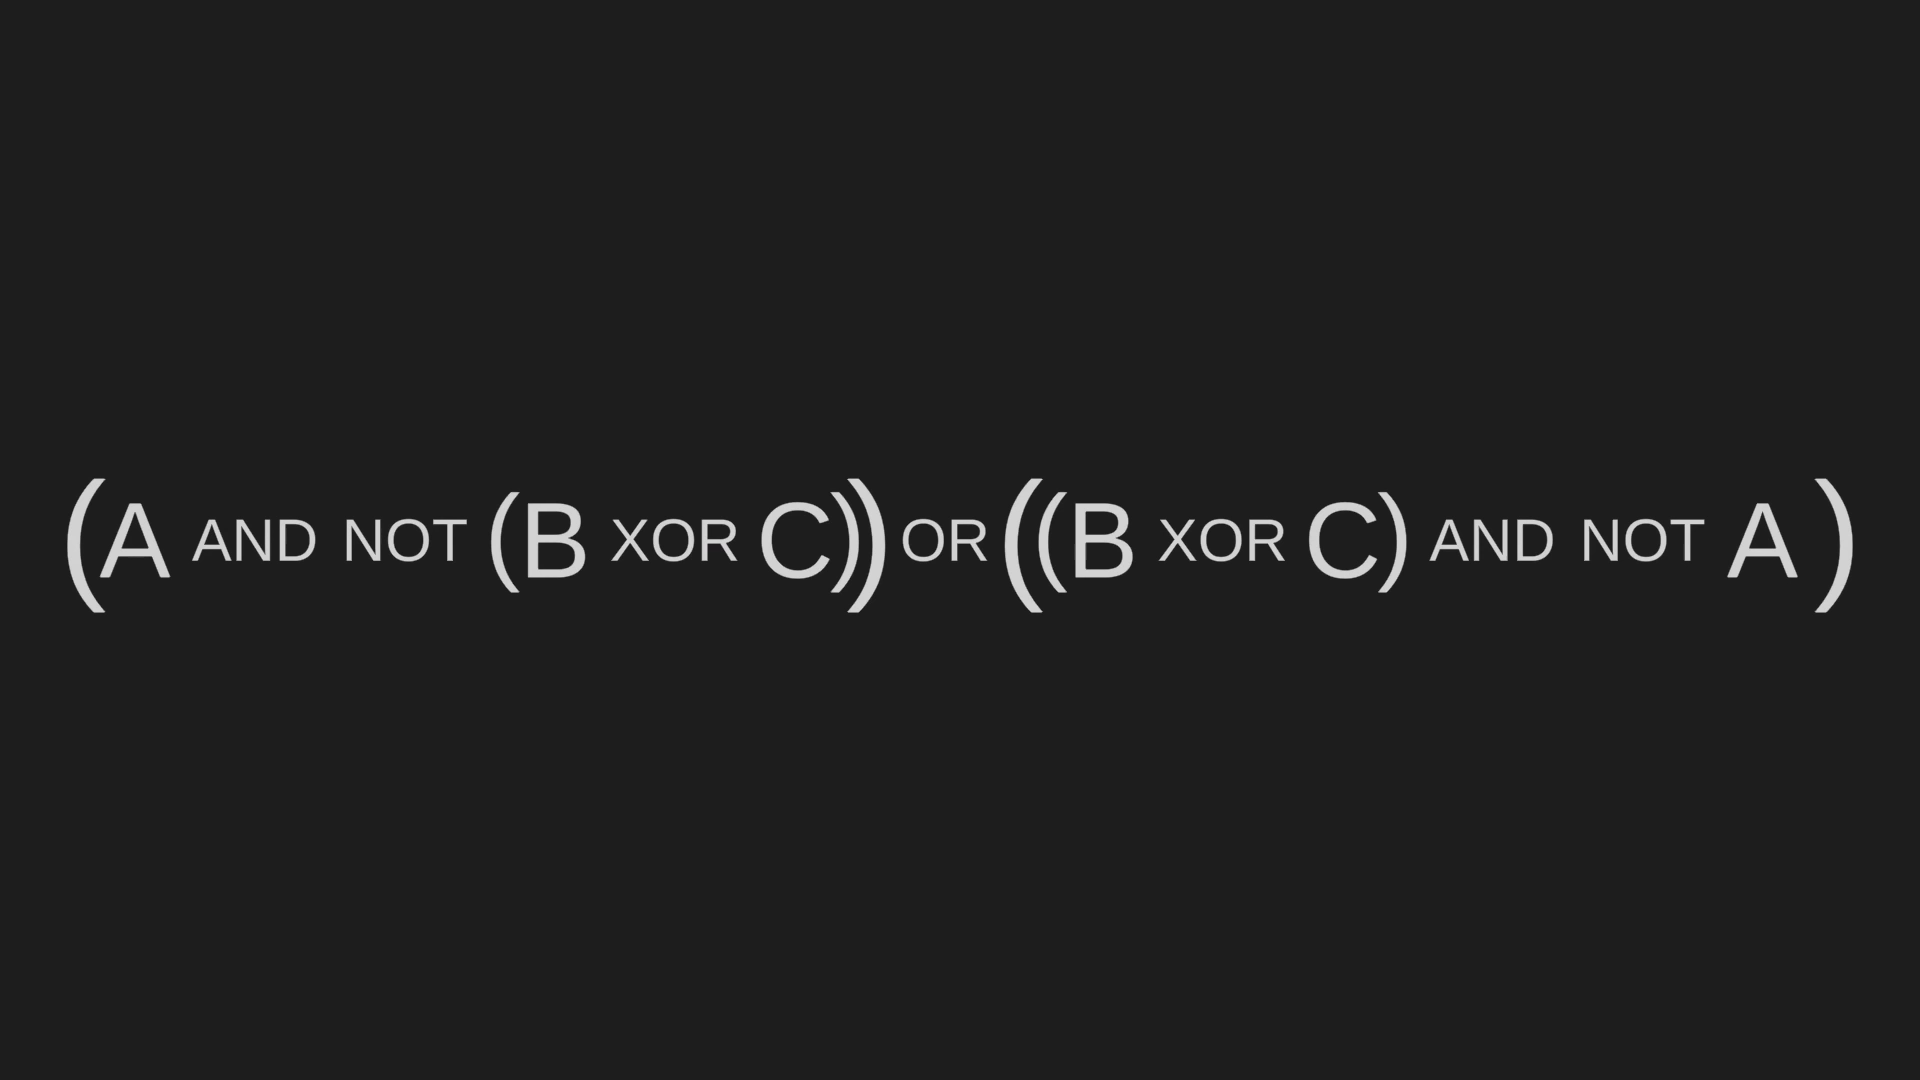 (A AND NOT (B XOR C)) OR ((B XOR C) AND NOT A )